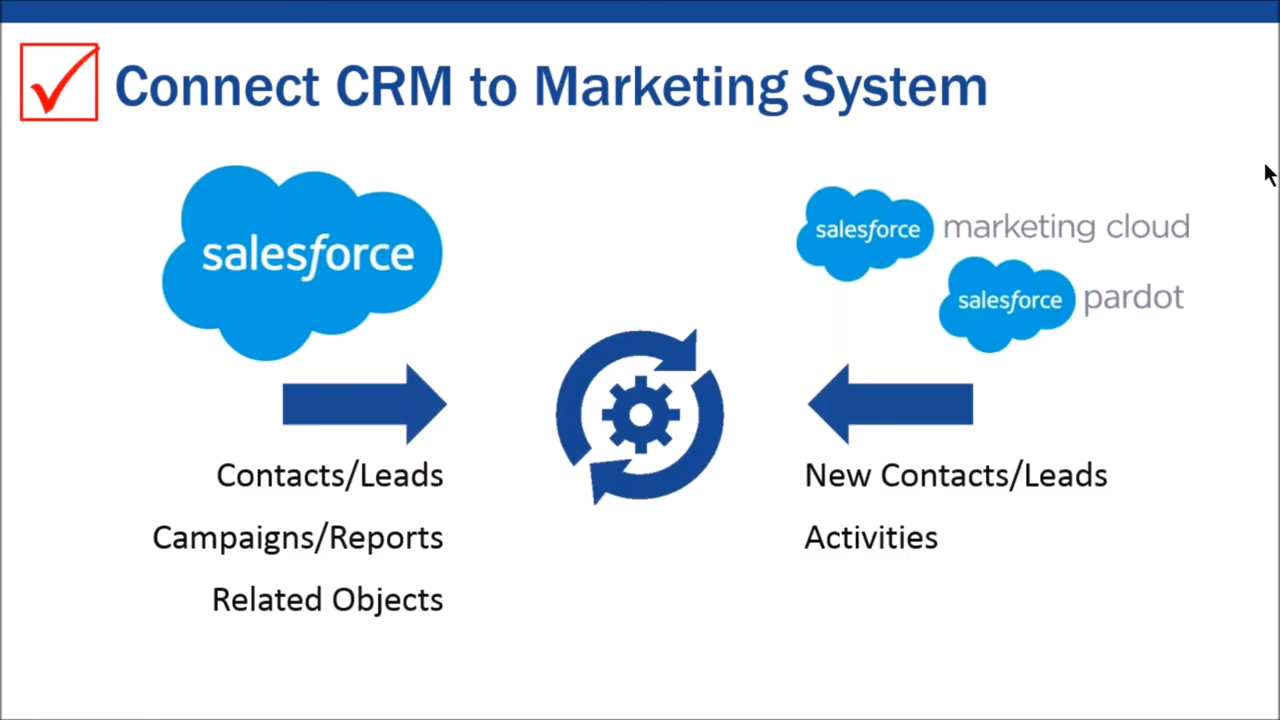 Connect CRM to Marketing System
salesforce
salesforce marketing cloud
salesforce pardot
Contacts/Leads
Campaigns/Reports
Related Objects
New Contacts/Leads
Activities